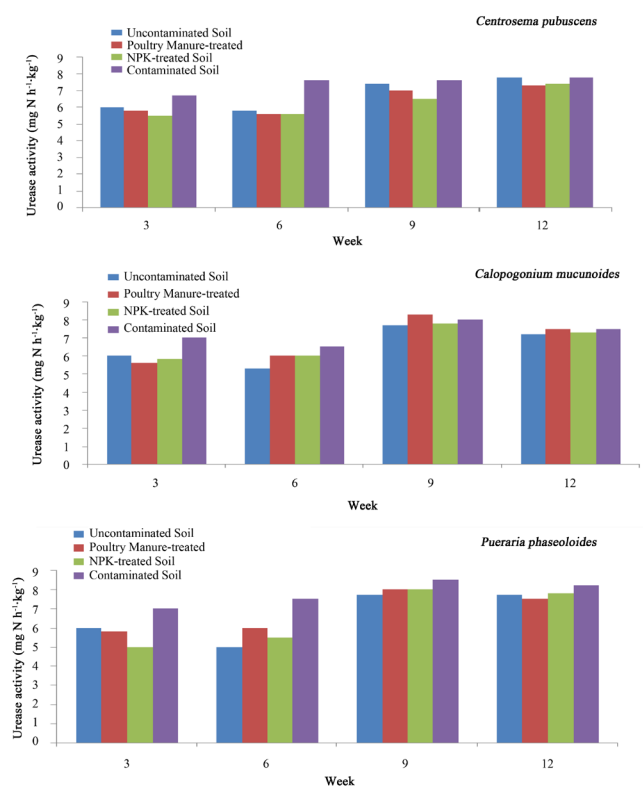 Centrosema pubuscens
Uncontaminated Soil
Poultry Manure-treated
NPK-treated Soil
Contaminated Soil
Urease activity (mg N h⁻¹·kg⁻¹)
9
8
7
6
5
4
3
2
1
0
3 6 9 12
Week
Calopogonium mucunoides
Uncontaminated Soil
Poultry Manure-treated
NPK-treated Soil
Contaminated Soil
Urease activity (mg N h⁻¹·kg⁻¹)
9
8
7
6
5
4
3
2
1
0
3 6 9 12
Week
Pueraria phaseoloides
Uncontaminated Soil
Poultry Manure-treated
NPK-treated Soil
Contaminated Soil
Urease activity (mg N h⁻¹·kg⁻¹)
9
8
7
6
5
4
3
2
1
0
3 6 9 12
Week